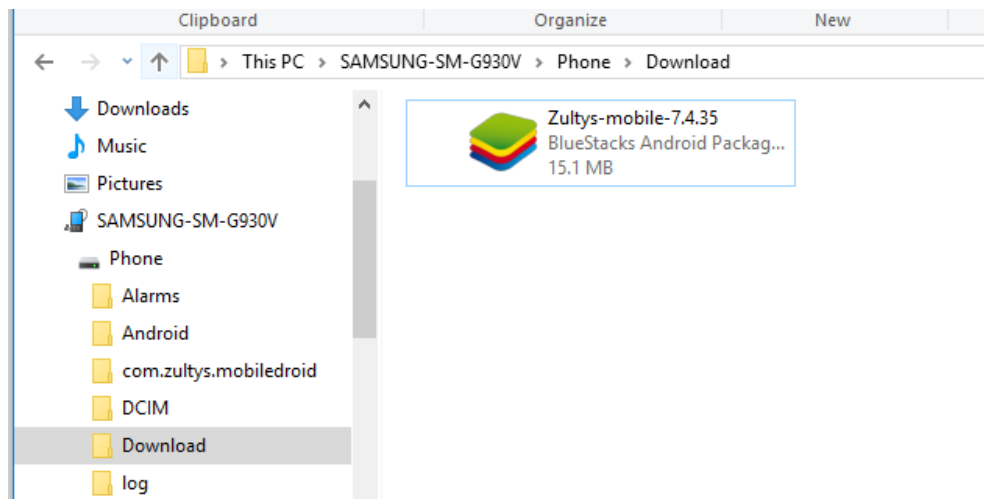 Clipboard
Organize
New
This PC > SAMSUNG-SM-G930V > Phone > Download
Downloads
Music
Pictures
SAMSUNG-SM-G930V
Phone
Alarms
Android
com.zultys.mobiledroid
DCIM
Download
log
Zultys-mobile-7.4.35
BlueStacks Android Packag...
15.1 MB